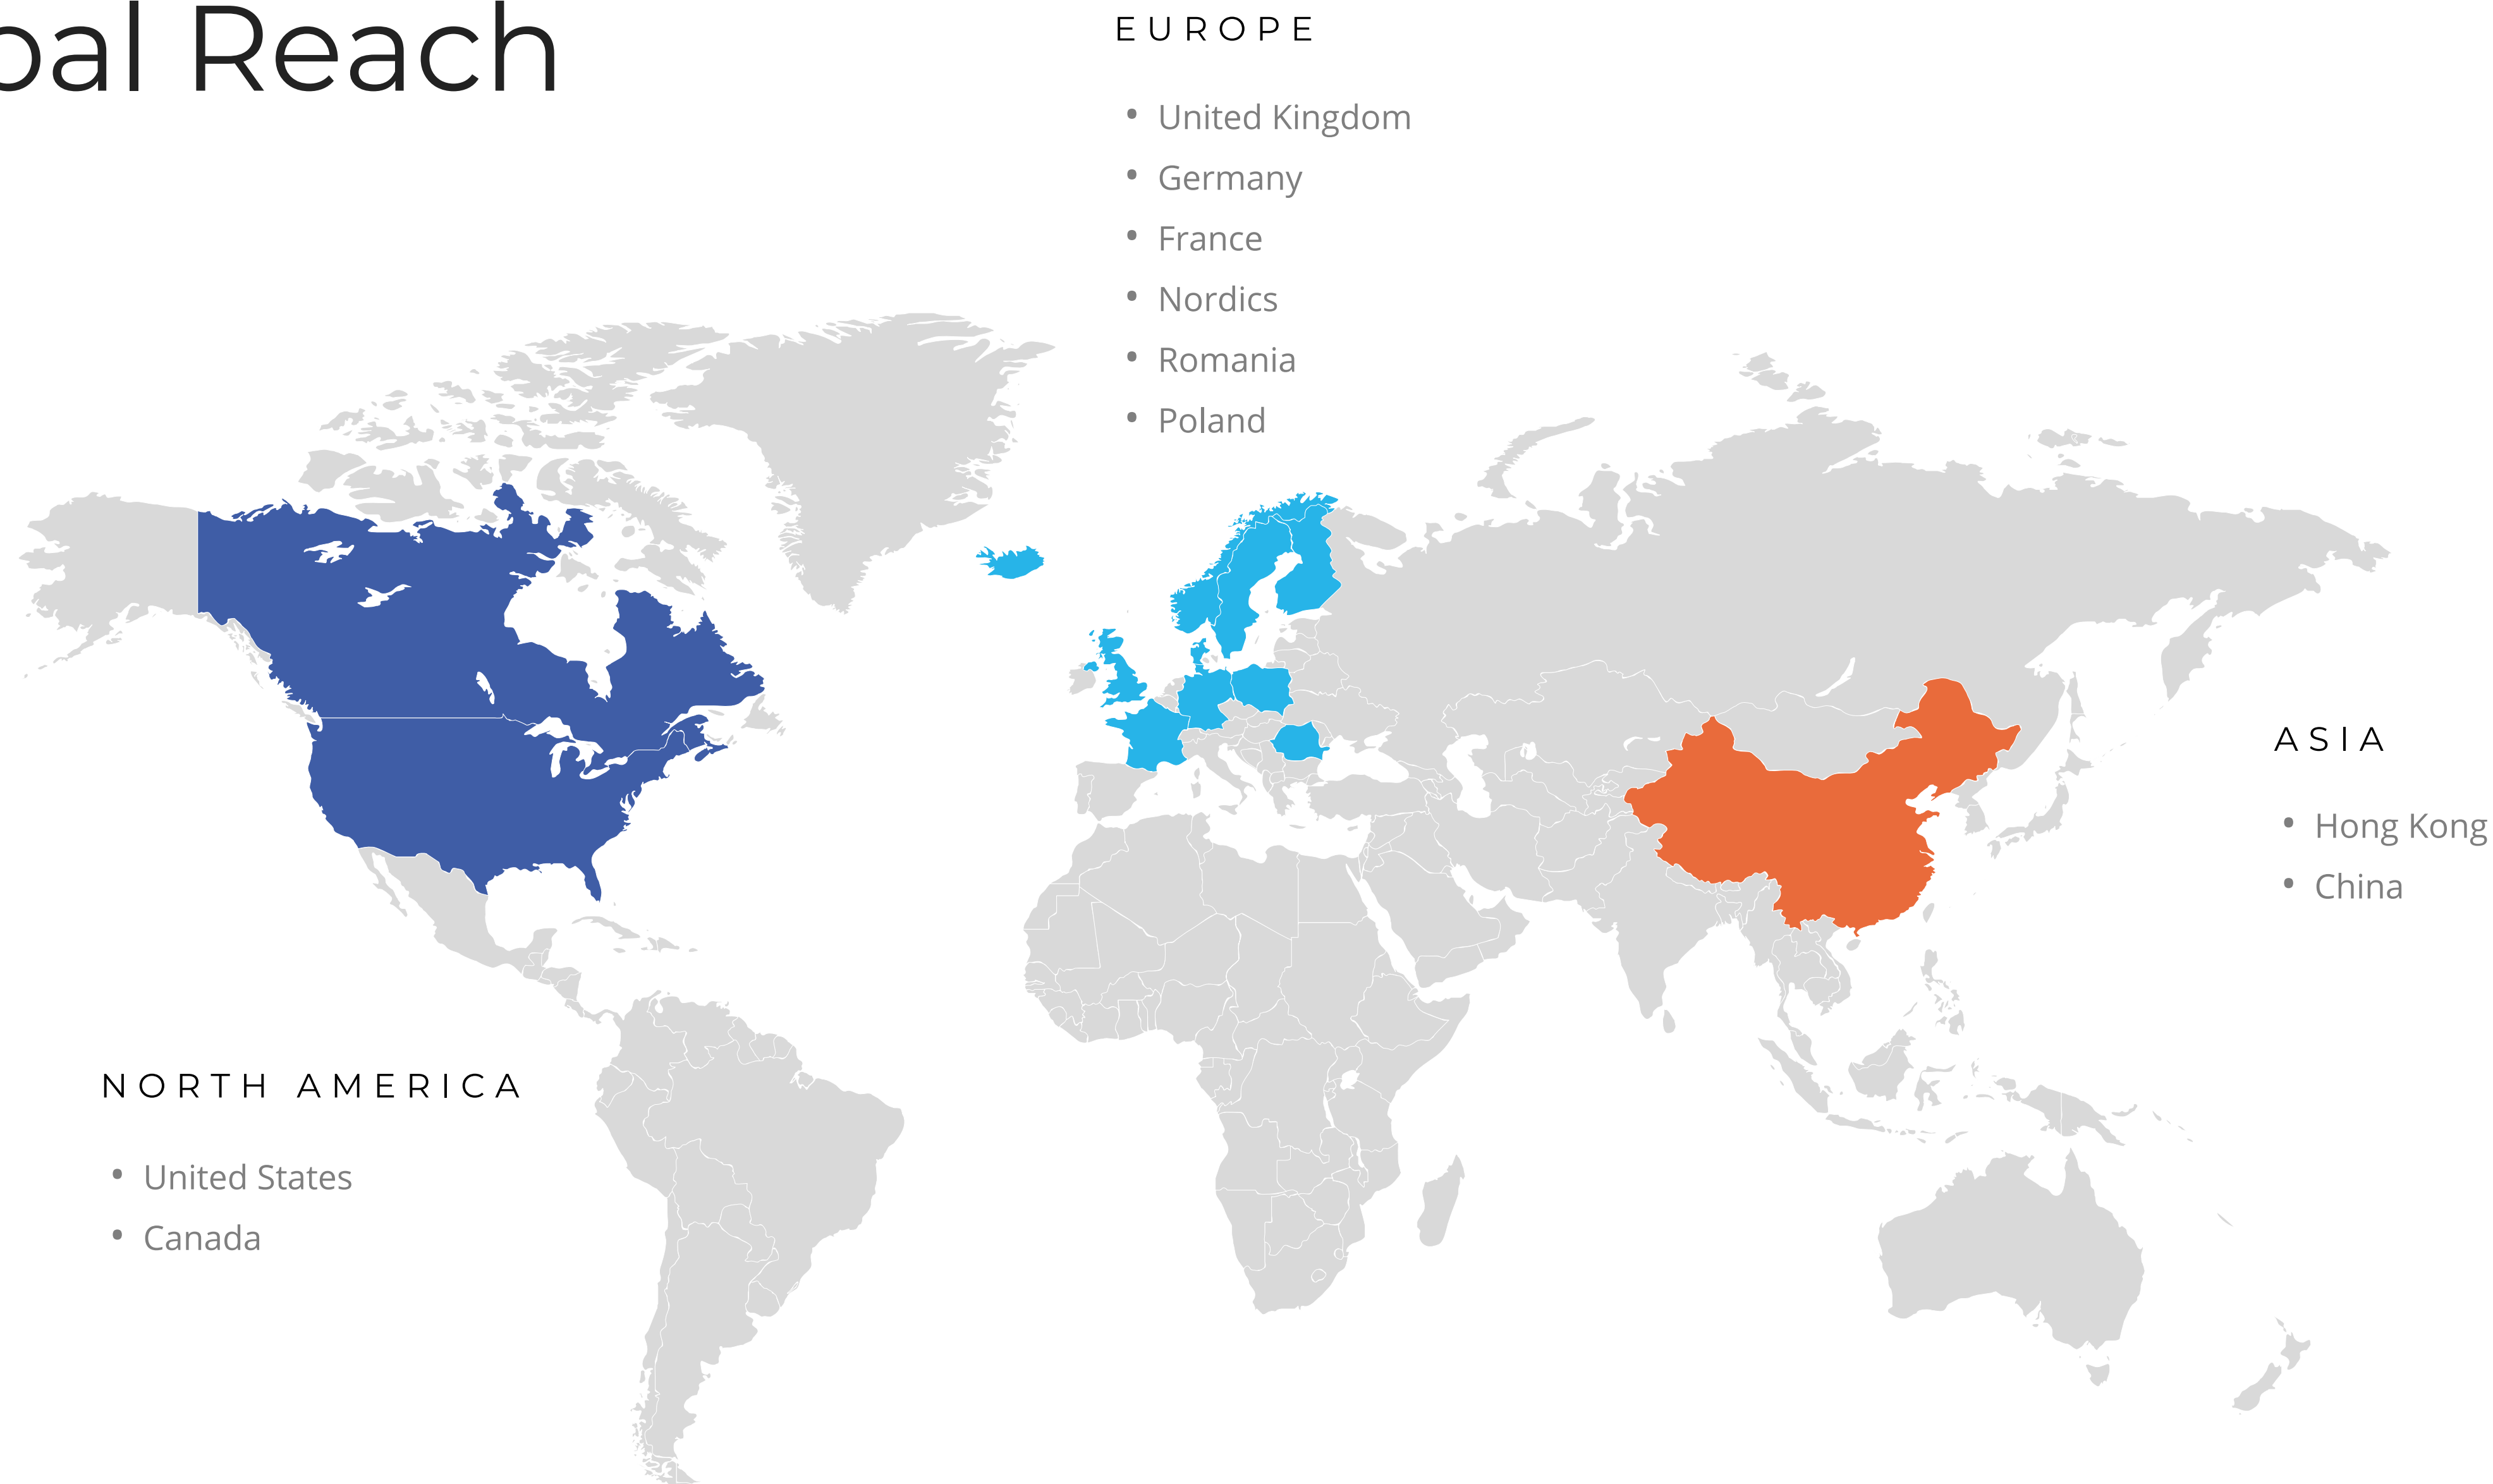 bal Reach
EUROPE
• United Kingdom
• Germany
• France
• Nordics
• Romania
• Poland
ASIA
• Hong Kong
• China
NORTH AMERICA
• United States
• Canada